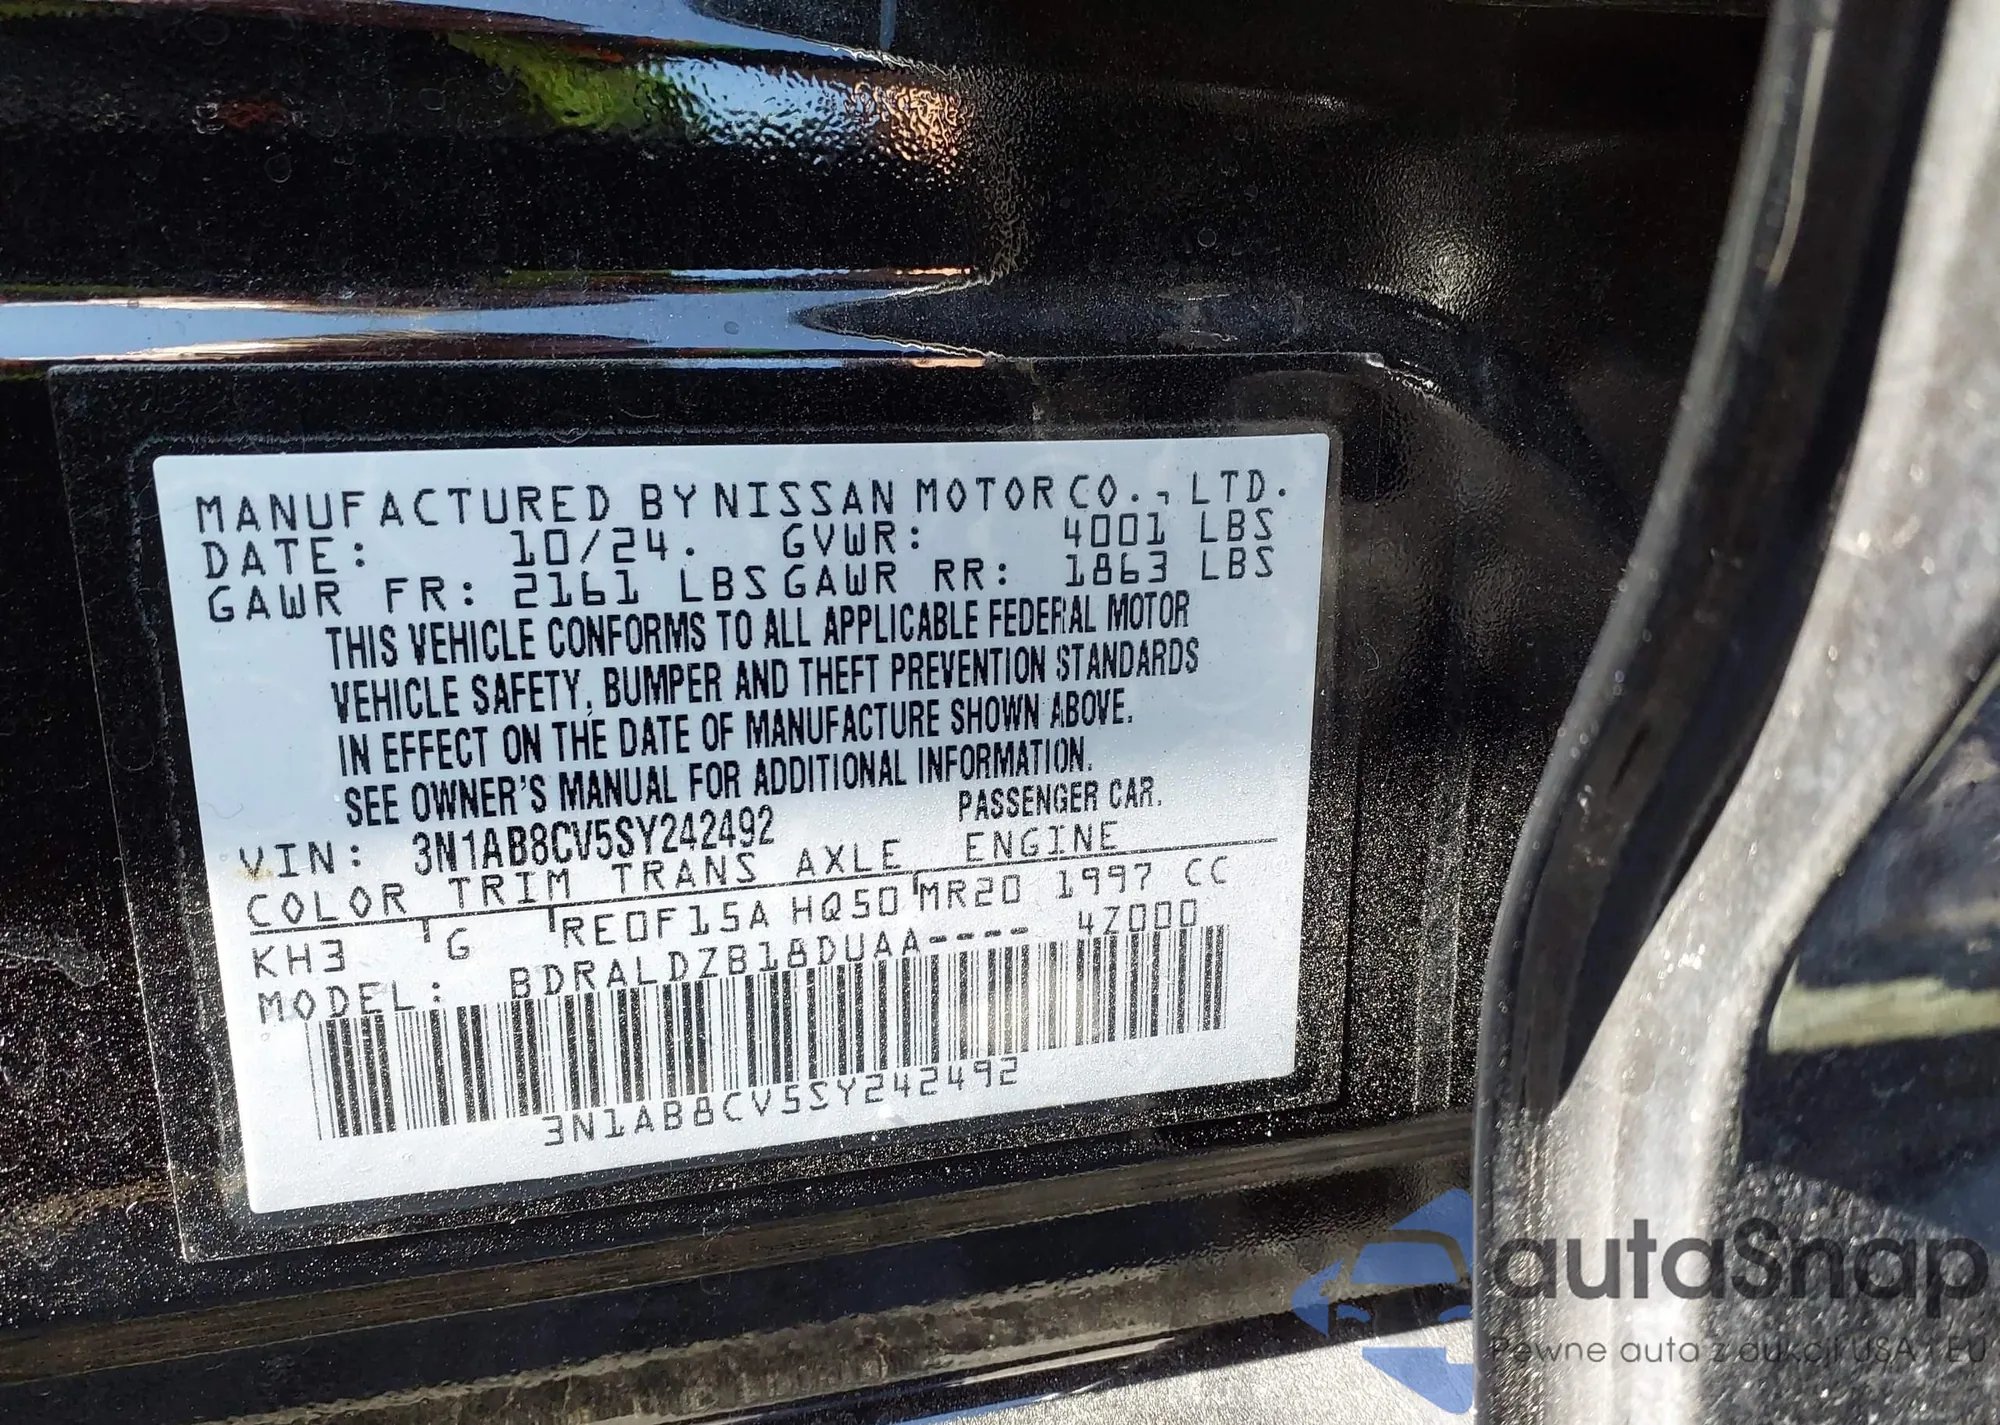 MANUFACTURED BY NISSAN MOTOR CO., LTD.
DATE: 10/24. GVWR: 4001 LBS
GAWR FR: 2161 LBS GAWR RR: 1863 LBS
THIS VEHICLE CONFORMS TO ALL APPLICABLE FEDERAL MOTOR
VEHICLE SAFETY, BUMPER AND THEFT PREVENTION STANDARDS
IN EFFECT ON THE DATE OF MANUFACTURE SHOWN ABOVE.
SEE OWNER'S MANUAL FOR ADDITIONAL INFORMATION.
VIN: 3N1AB8CV5SY242492 PASSENGER CAR.
COLOR TRIM TRANS AXLE ENGINE
KH3 G RE0F15A HQ50 MR20 1997 CC
MODEL: BDRALDZB18DUAA---- 4Z000
3N1AB8CV5SY242492
autaSnap
Pewne auta z aukcji USA i EU